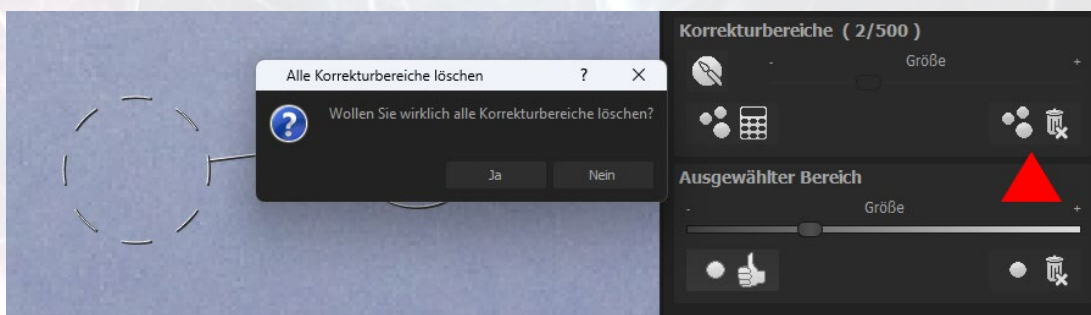 Korrekturbereiche ( 2/500 )
- Größe +
Alle Korrekturbereiche löschen ? X
Wollen Sie wirklich alle Korrekturbereiche löschen?
Ja Nein
Ausgewählter Bereich
- Größe +